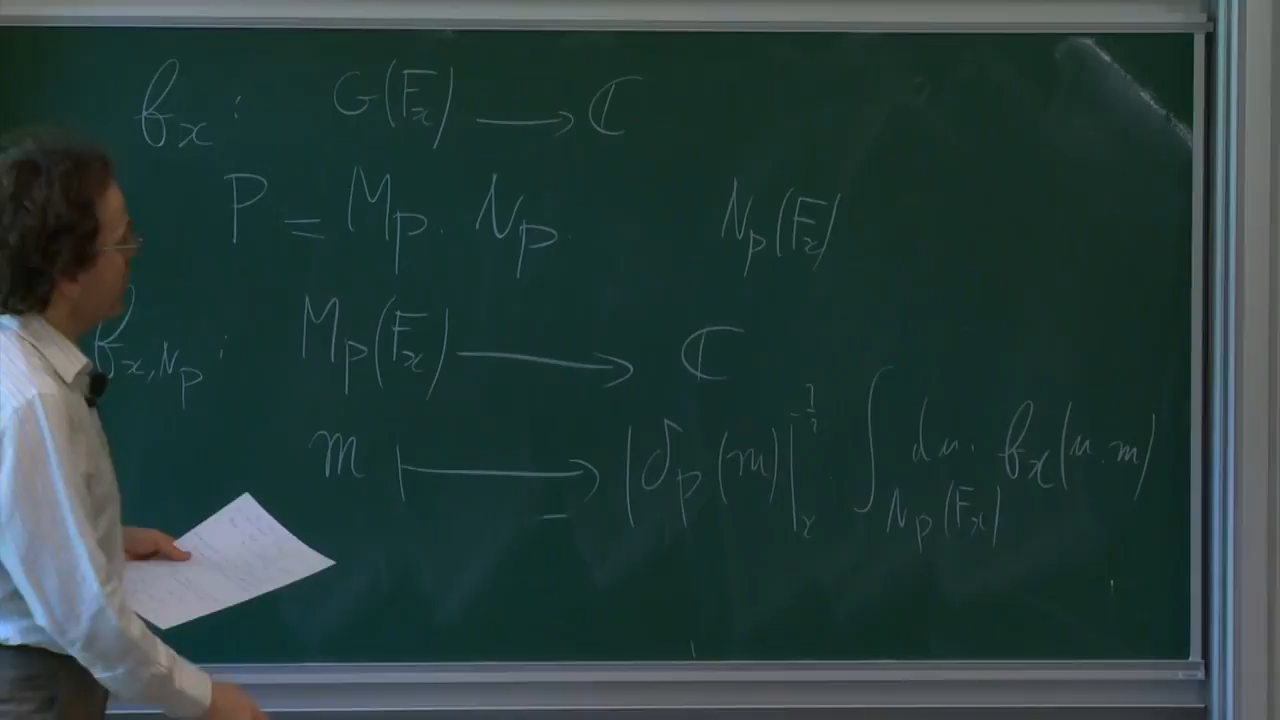 f_x : G(F_x) ⟶ ℂ
P = M_P . N_P . N_P(F_x)
f_{x,N_P} : M_P(F_x) ⟶ ℂ
m ⟼ |δ_P(m)|_x^{-1/2} . ∫_{N_P(F_x)} du . f_x(u.m)